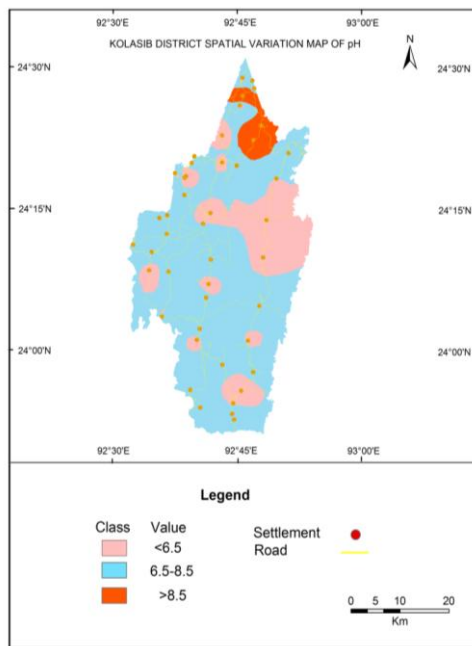 92°30' 92°45' 93°00'
KOLASIB DISTRICT SPATIAL VARIATION MAP OF pH
N
24°30' 24°30'
24°15' 24°15'
24°00' 24°00'
92°30' 92°45' 93°00'
Legend
Class Value
<6.5
6.5-8.5
>8.5
Settlement
Road
0 5 10 20
Km